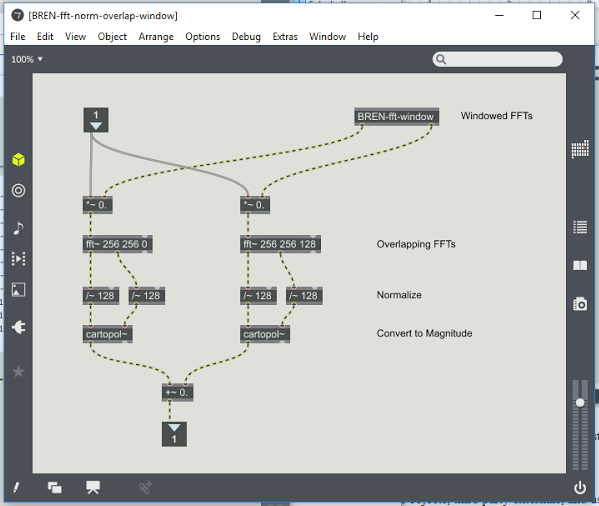 [BREN-fft-norm-overlap-window]
File Edit View Object Arrange Options Debug Extras Window Help
100%
1
BREN-fft-window
Windowed FFTs
*~ 0.
*~ 0.
fft~ 256 256 0
fft~ 256 256 128
Overlapping FFTs
/~ 128
/~ 128
/~ 128
/~ 128
Normalize
cartopol~
cartopol~
Convert to Magnitude
+~ 0.
1